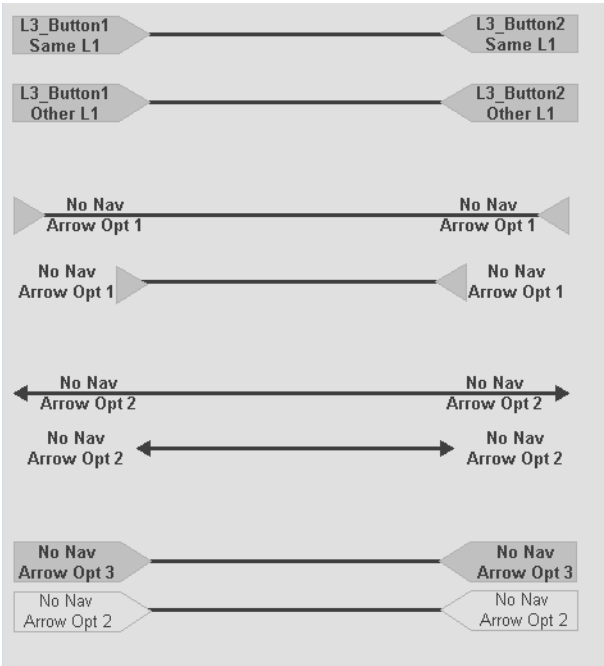 L3_Button1
Same L1
L3_Button2
Same L1
L3_Button1
Other L1
L3_Button2
Other L1
No Nav
Arrow Opt 1
No Nav
Arrow Opt 1
No Nav
Arrow Opt 1
No Nav
Arrow Opt 1
No Nav
Arrow Opt 2
No Nav
Arrow Opt 2
No Nav
Arrow Opt 2
No Nav
Arrow Opt 2
No Nav
Arrow Opt 3
No Nav
Arrow Opt 3
No Nav
Arrow Opt 2
No Nav
Arrow Opt 2